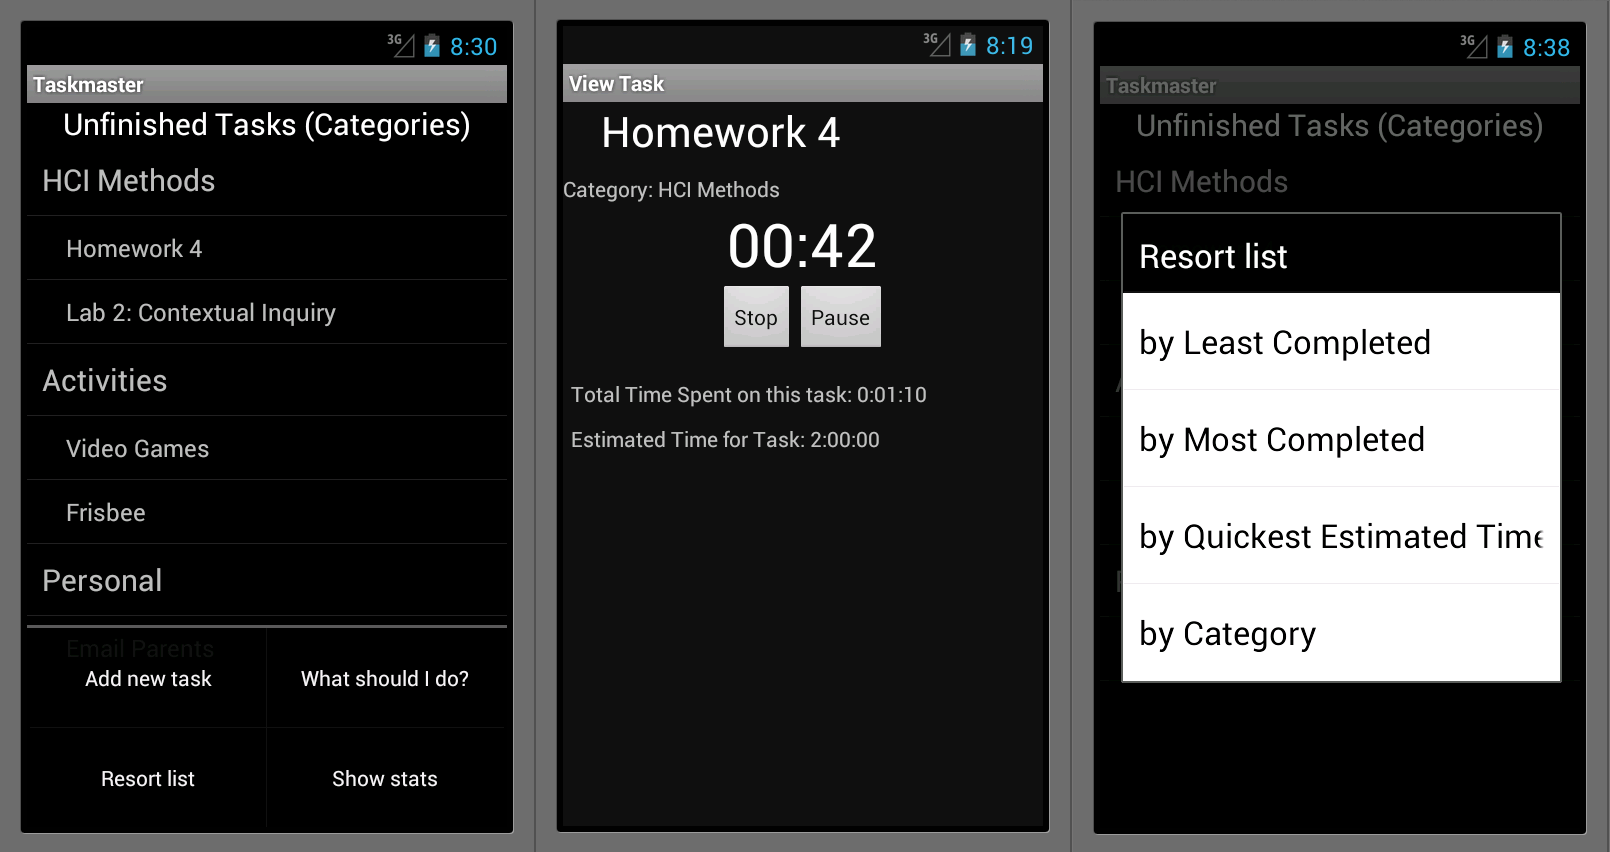 3G 8:30
Taskmaster
Unfinished Tasks (Categories)
HCI Methods
Homework 4
Lab 2: Contextual Inquiry
Activities
Video Games
Frisbee
Personal
Email Parents
Add new task
What should I do?
Resort list
Show stats
3G 8:19
View Task
Homework 4
Category: HCI Methods
00:42
Stop
Pause
Total Time Spent on this task: 0:01:10
Estimated Time for Task: 2:00:00
3G 8:38
Taskmaster
Unfinished Tasks (Categories)
HCI Methods
Resort list
by Least Completed
by Most Completed
by Quickest Estimated Time
by Category